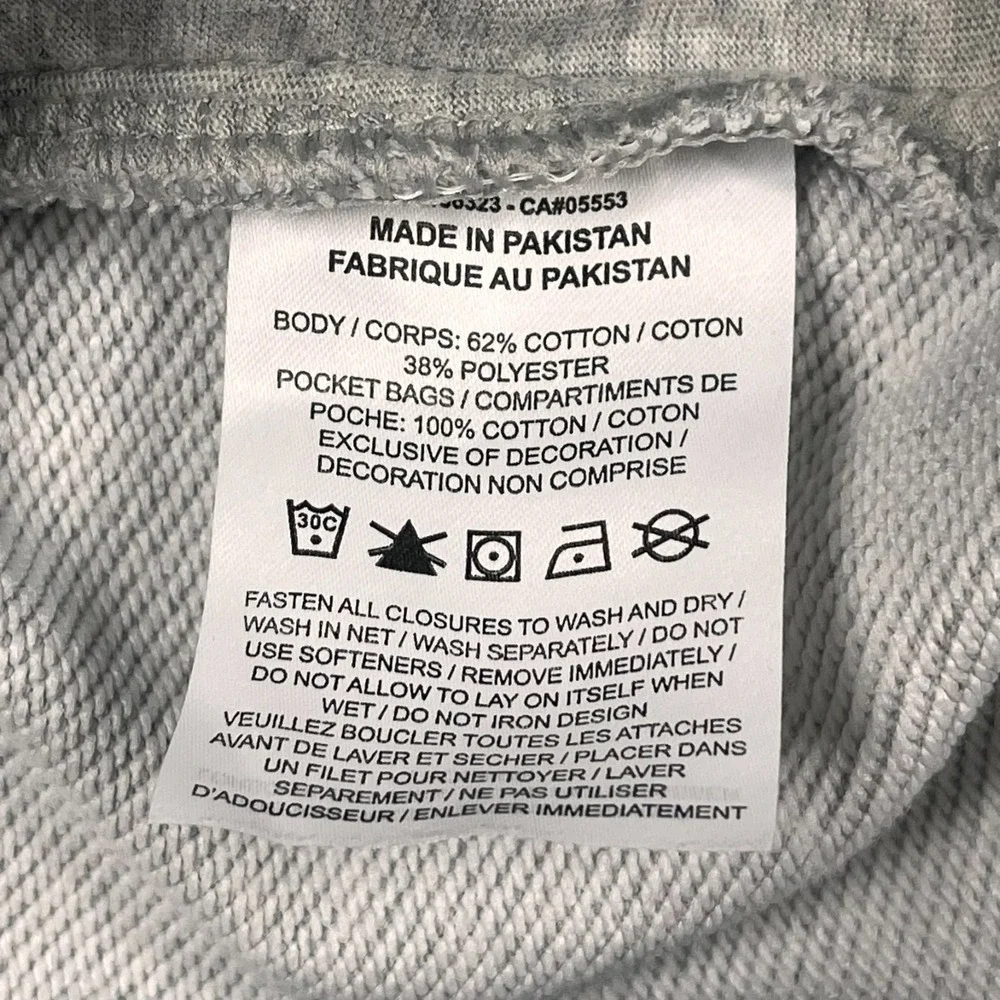 CA#05553
MADE IN PAKISTAN
FABRIQUE AU PAKISTAN
BODY / CORPS: 62% COTTON / COTON
38% POLYESTER
POCKET BAGS / COMPARTIMENTS DE
POCHE: 100% COTTON / COTON
EXCLUSIVE OF DECORATION /
DECORATION NON COMPRISE
30C
FASTEN ALL CLOSURES TO WASH AND DRY /
WASH IN NET / WASH SEPARATELY / DO NOT
USE SOFTENERS / REMOVE IMMEDIATELY /
DO NOT ALLOW TO LAY ON ITSELF WHEN
WET / DO NOT IRON DESIGN
VEUILLEZ BOUCLER TOUTES LES ATTACHES
AVANT DE LAVER ET SECHER / PLACER DANS
UN FILET POUR NETTOYER / LAVER
SEPAREMENT / NE PAS UTILISER
D'ADOUCISSEUR / ENLEVER IMMEDIATEMENT